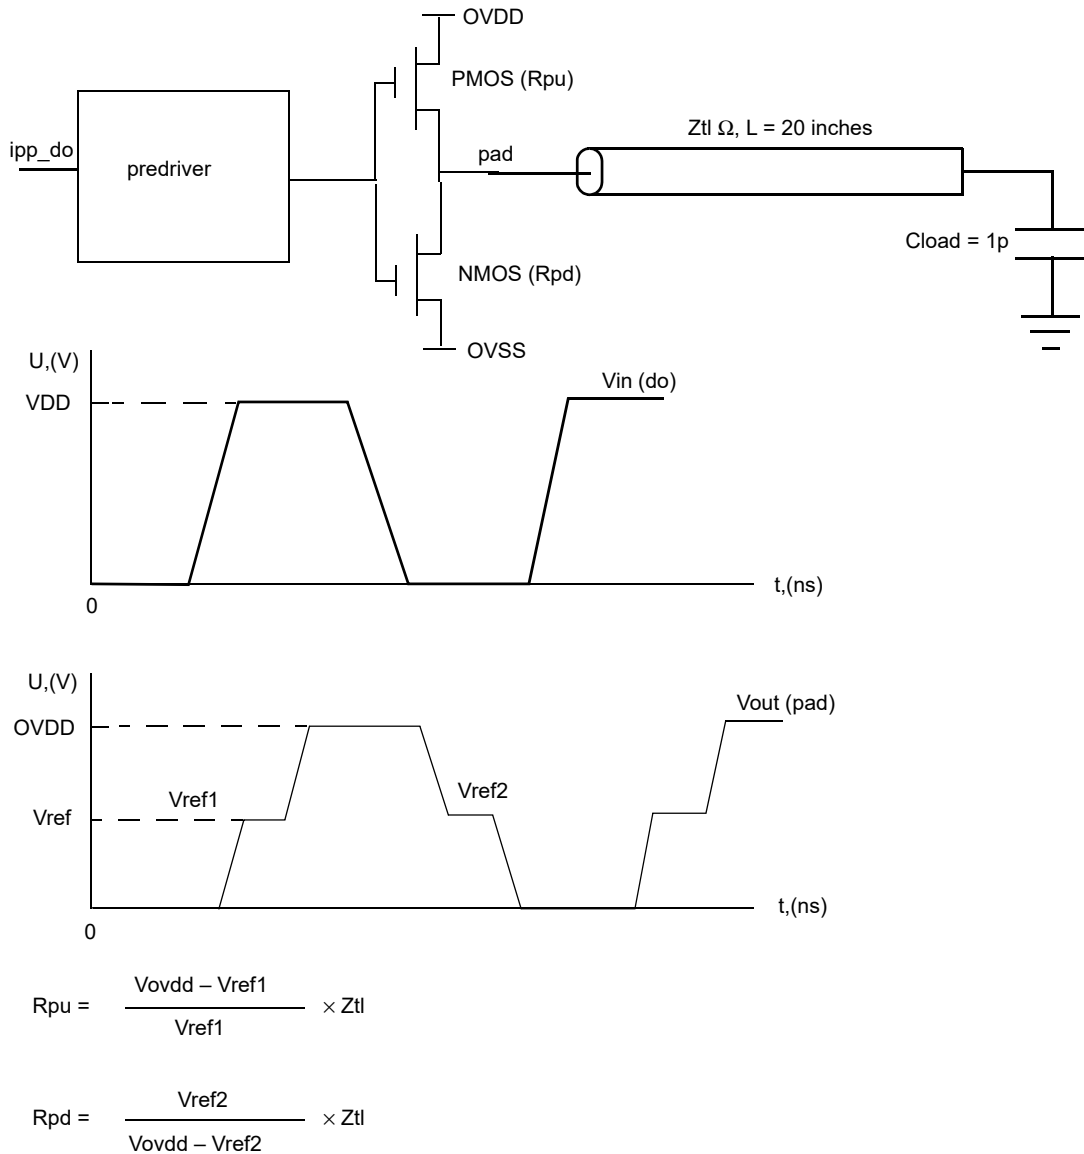 OVDD
PMOS (Rpu)
Ztl Ω, L = 20 inches
ipp_do
predriver
pad
Cload = 1p
NMOS (Rpd)
OVSS
U,(V)
VDD
Vin (do)
t,(ns)
0
U,(V)
OVDD
Vout (pad)
Vref1
Vref2
Vref
t,(ns)
0
Vovdd – Vref1
Rpu = × Ztl
Vref1
Vref2
Rpd = × Ztl
Vovdd – Vref2